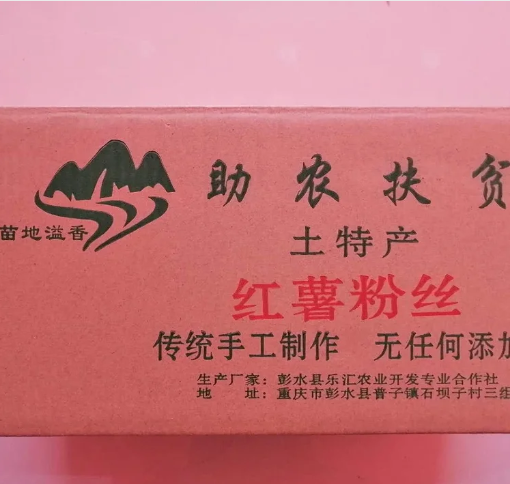 助农扶贫
苗地溢香
土特产
红薯粉丝
传统手工制作 无任何添加
生产厂家：彭水县乐汇农业开发专业合作社
地 址：重庆市彭水县普子镇石坝子村三组